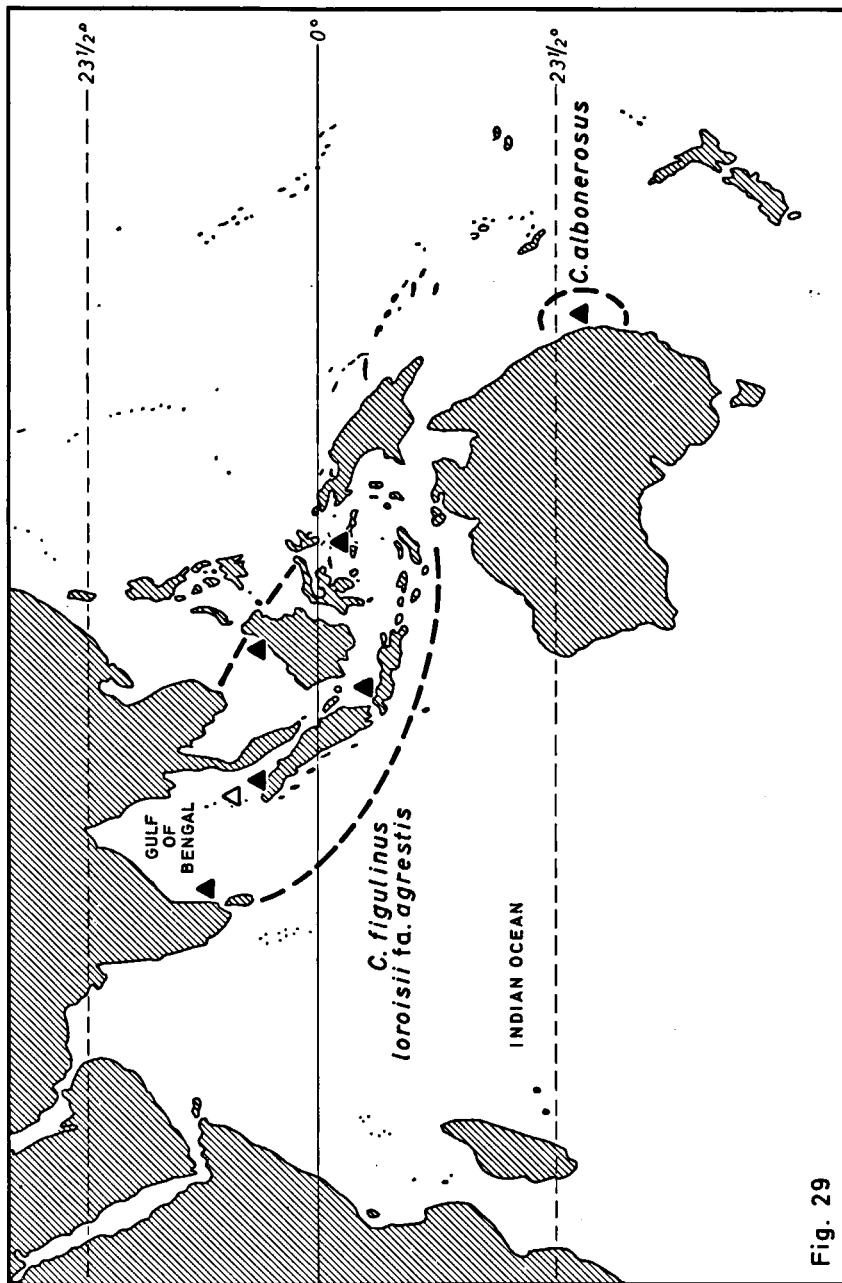 23½°
0°
23½°
GULF
OF
BENGAL
C. figulinus
loroisii fa. agrestis
C. albonerosus
INDIAN OCEAN
Fig. 29